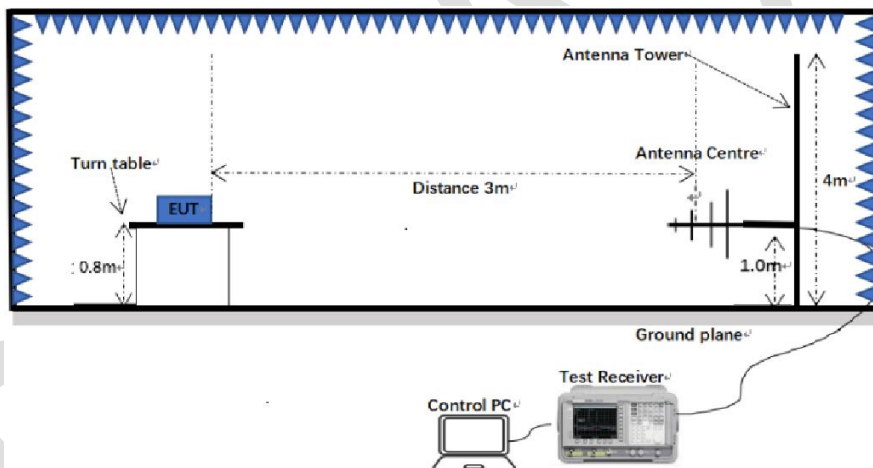 Antenna Tower
Turn table
Antenna Centre
Distance 3m
4m
EUT
0.8m
1.0m
Ground plane
Test Receiver
Control PC